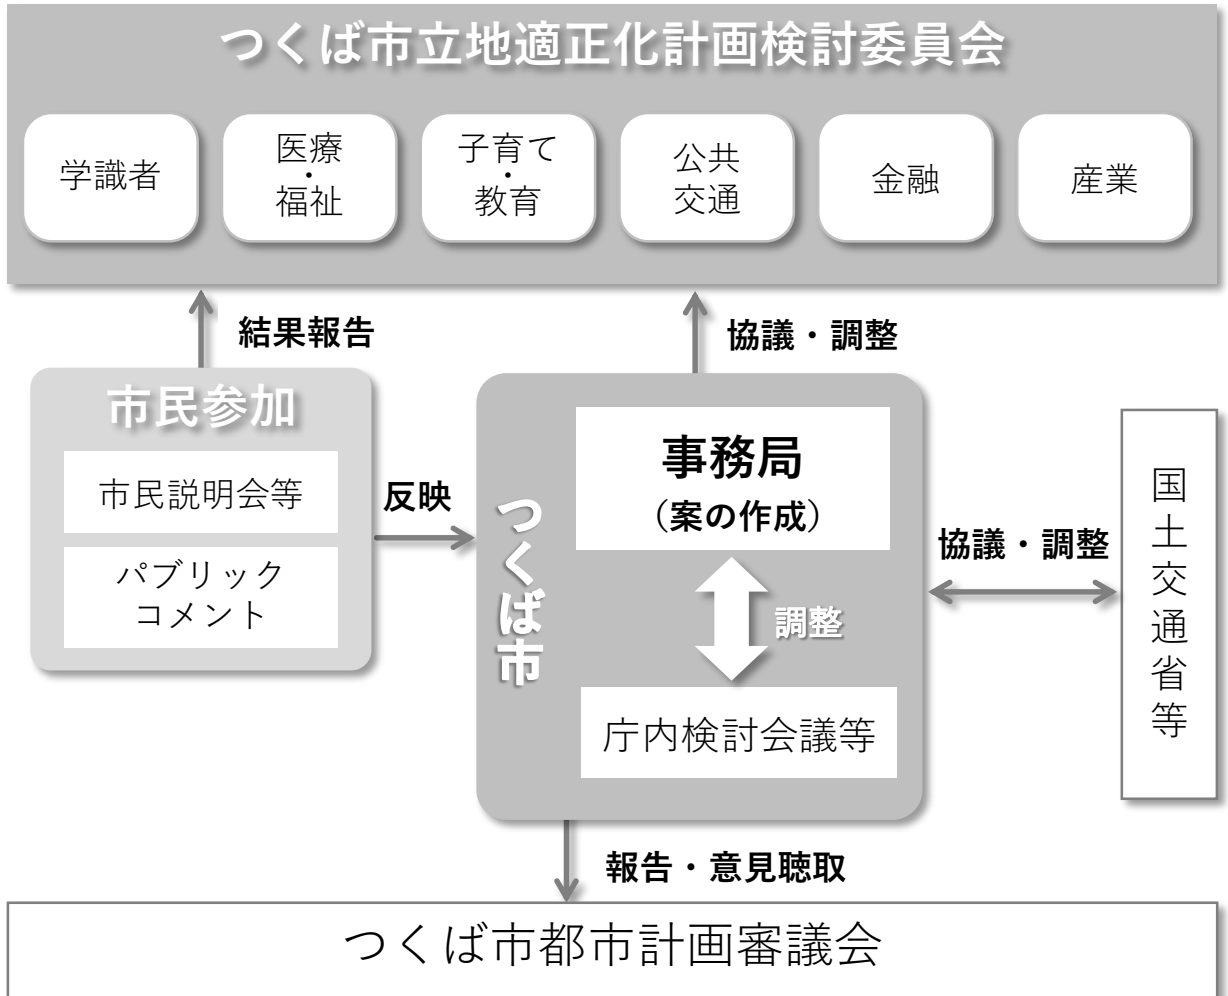 つくば市立地適正化計画検討委員会
学識者
医療
・
福祉
子育て
・
教育
公共
交通
金融
産業
結果報告
協議・調整
市民参加
市民説明会等
パブリック
コメント
反映
つくば市
事務局
（案の作成）
調整
庁内検討会議等
協議・調整
国土交通省等
報告・意見聴取
つくば市都市計画審議会